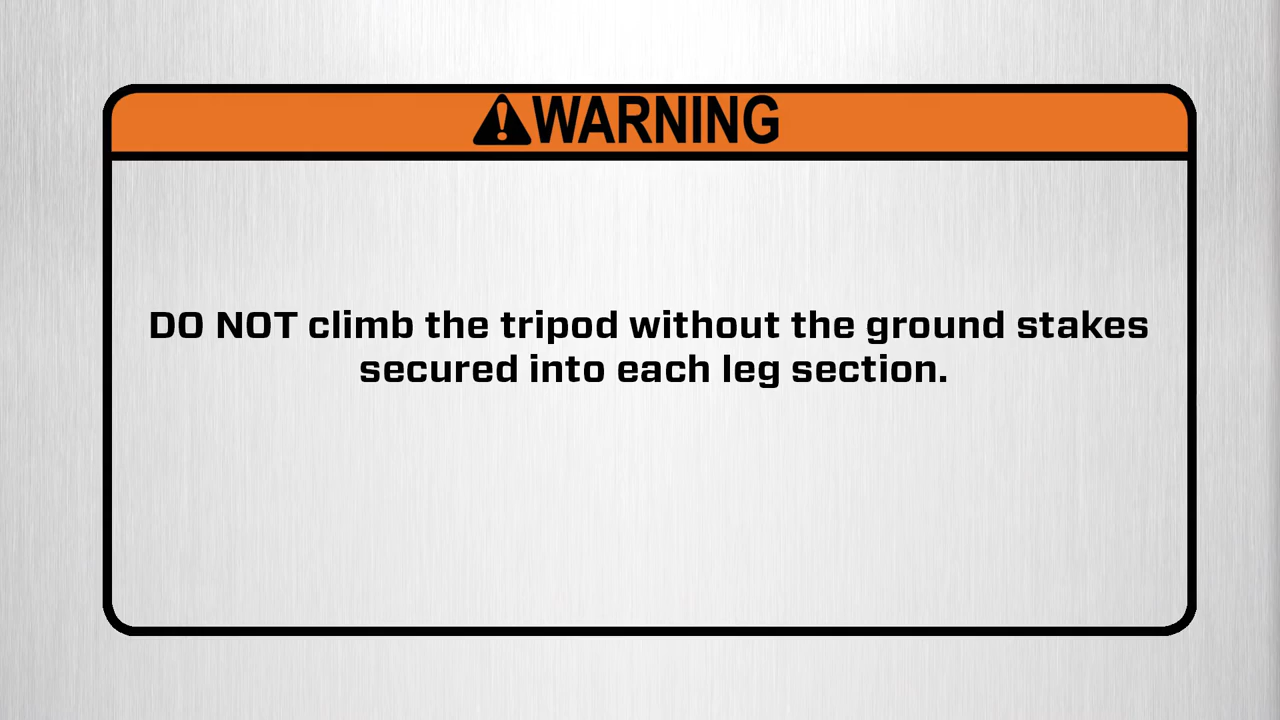 WARNING
DO NOT climb the tripod without the ground stakes
secured into each leg section.